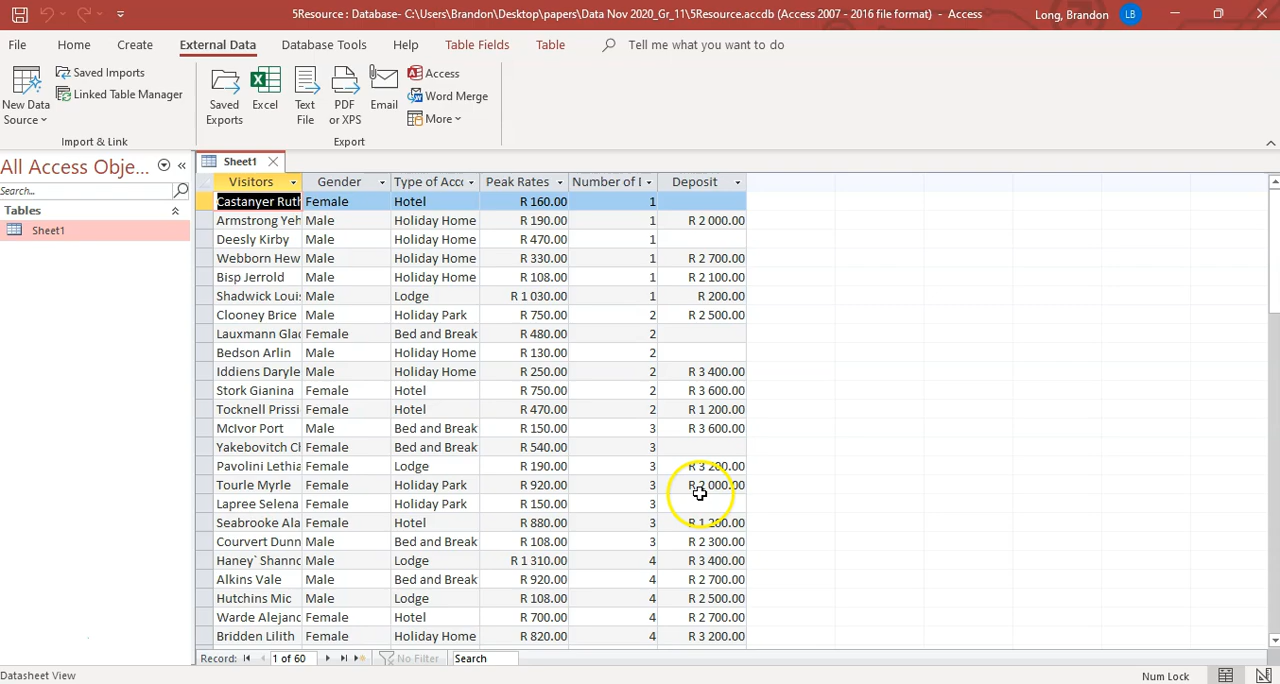 5Resource : Database- C:\Users\Brandon\Desktop\papers\Data Nov 2020_Gr_11\5Resource.accdb (Access 2007 - 2016 file format) - Access
Long, Brandon LB
File Home Create External Data Database Tools Help Table Fields Table Tell me what you want to do
New Data Source
Saved Imports
Linked Table Manager
Saved Exports
Excel
Text File
PDF or XPS
Email
Access
Word Merge
More
Import & Link
Export
All Access Obje...
Search...
Tables
Sheet1
Sheet1
Visitors Gender Type of Acco Peak Rates Number of D Deposit
Castanyer Ruth Female Hotel R 160.00 1
Armstrong Yeh Male Holiday Home R 190.00 1 R 2 000.00
Deesly Kirby Male Holiday Home R 470.00 1
Webborn Hew Male Holiday Home R 330.00 1 R 2 700.00
Bisp Jerrold Male Holiday Home R 108.00 1 R 2 100.00
Shadwick Louis Male Lodge R 1 030.00 1 R 200.00
Clooney Brice Male Holiday Park R 750.00 2 R 2 500.00
Lauxmann Glad Female Bed and Break R 480.00 2
Bedson Arlin Male Holiday Home R 130.00 2
Iddiens Daryle Male Holiday Home R 250.00 2 R 3 400.00
Stork Gianina Female Hotel R 750.00 2 R 3 600.00
Tocknell Prissi Female Hotel R 470.00 2 R 1 200.00
McIvor Port Male Bed and Break R 150.00 3 R 3 600.00
Yakebovitch Cl Female Bed and Break R 540.00 3
Pavolini Lethia Female Lodge R 190.00 3 R 3 200.00
Tourle Myrle Female Holiday Park R 920.00 3 R 2 000.00
Lapree Selena Female Holiday Park R 150.00 3
Seabrooke Ala Female Hotel R 880.00 3 R 1 200.00
Courvert Dunn Male Bed and Break R 108.00 3 R 2 300.00
Haney` Shanno Male Lodge R 1 310.00 4 R 3 400.00
Alkins Vale Male Bed and Break R 920.00 4 R 2 700.00
Hutchins Mic Male Lodge R 108.00 4 R 2 500.00
Warde Alejand Female Hotel R 700.00 4 R 2 700.00
Bridden Lilith Female Holiday Home R 820.00 4 R 3 200.00
Record: 1 of 60 No Filter Search
Datasheet View Num Lock